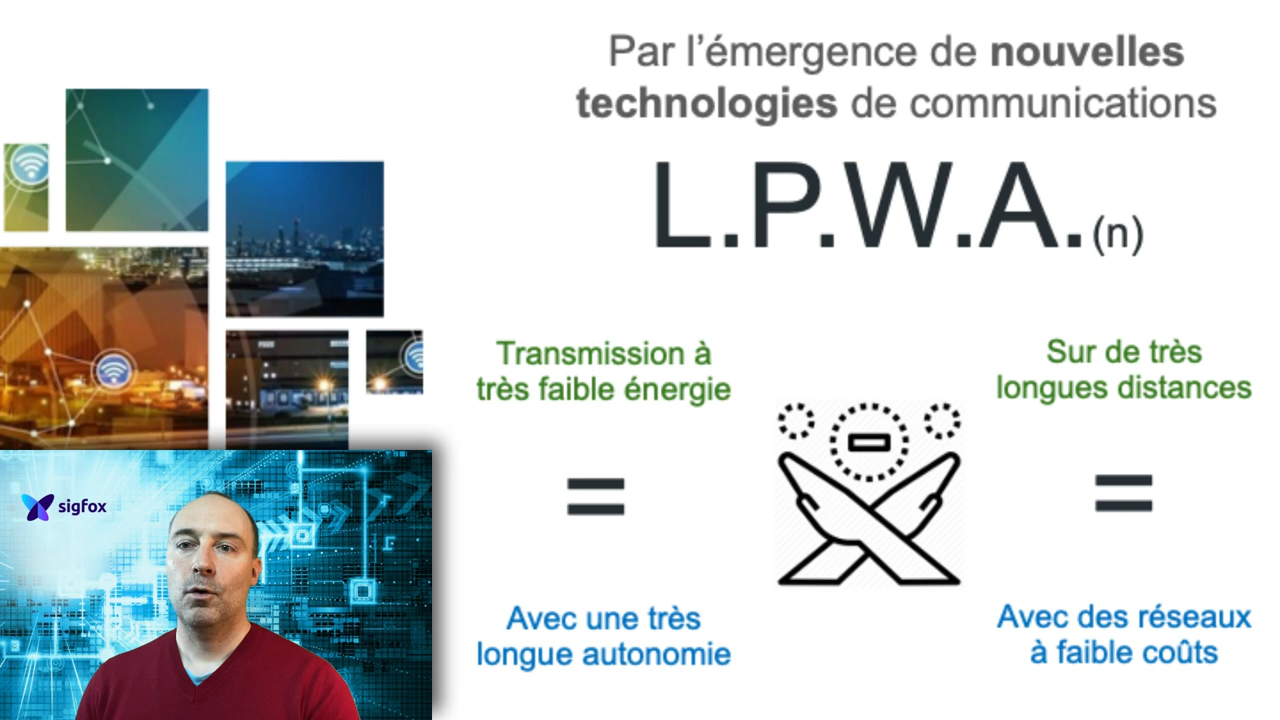 Par l’émergence de nouvelles
technologies de communications
L.P.W.A.(n)
Transmission à
très faible énergie
Sur de très
longues distances
=
=
Avec une très
longue autonomie
Avec des réseaux
à faible coûts
sigfox